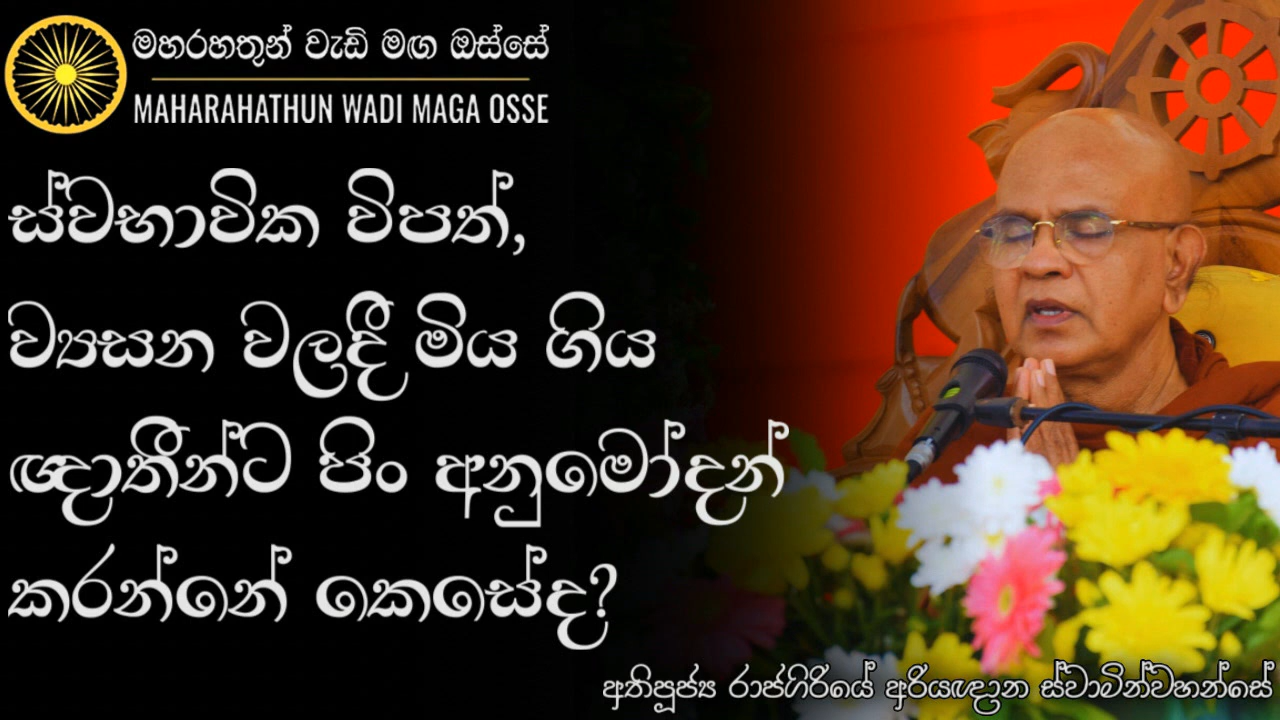 මහරහතුන් වැඩි මඟ ඔස්සේ
MAHARAHATHUN WADI MAGA OSSE
ස්වභාවික විපත්,
ව්‍යසන වලදී මිය ගිය
ඥාතීන්ට පිං අනුමෝදන්
කරන්නේ කෙසේද?
අතිපූජ්‍ය රාජගිරියේ අරියඥාන ස්වාමින්වහන්සේ